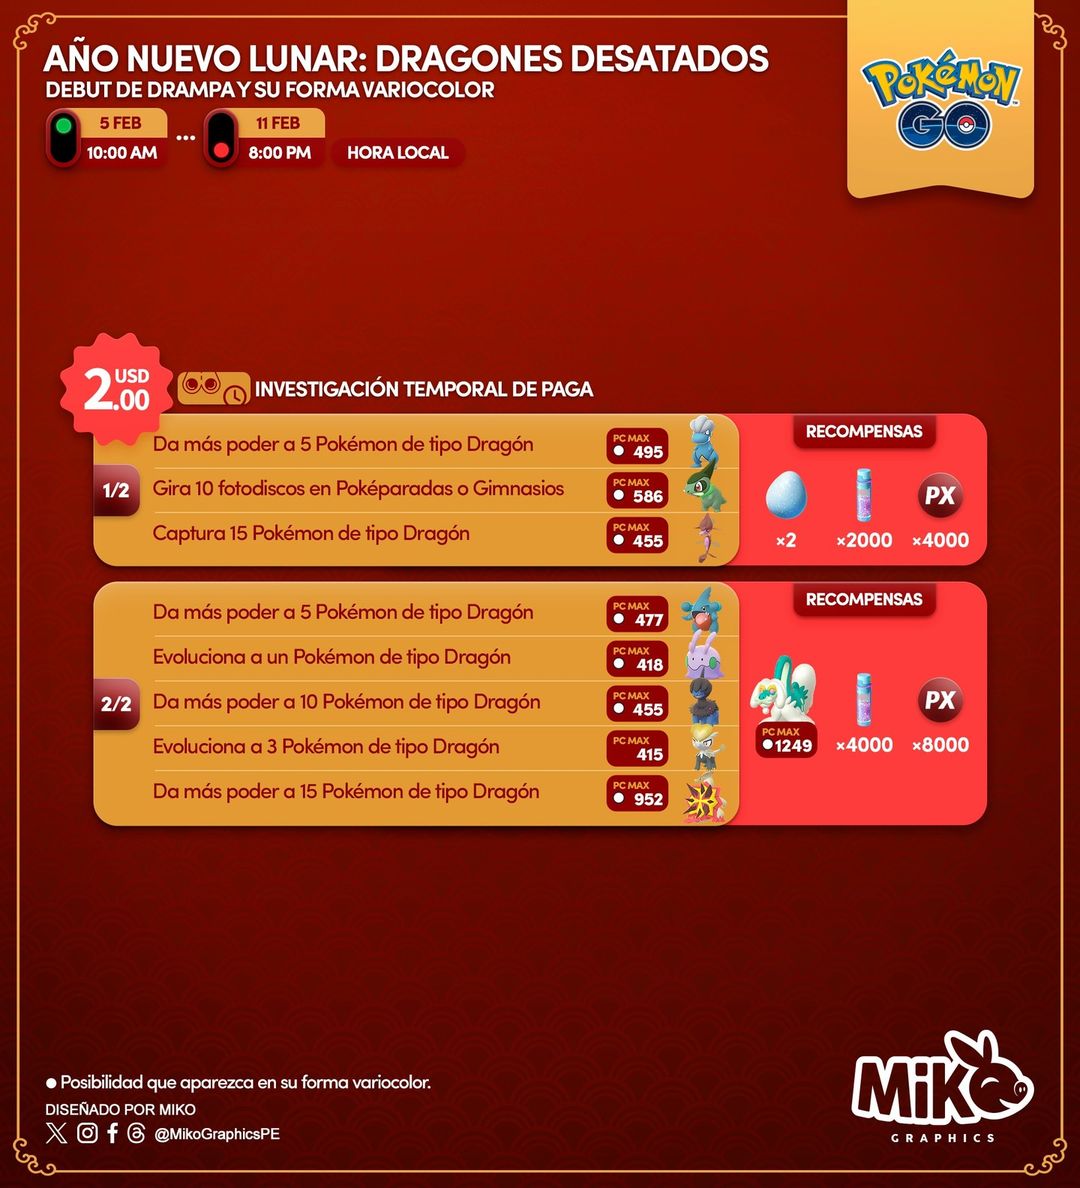 AÑO NUEVO LUNAR: DRAGONES DESATADOS
DEBUT DE DRAMPA Y SU FORMA VARIOCOLOR
5 FEB
10:00 AM
...
11 FEB
8:00 PM
HORA LOCAL
POKÉMON
GO
2.00 USD
INVESTIGACIÓN TEMPORAL DE PAGA
1/2
Da más poder a 5 Pokémon de tipo Dragón
PC MAX
495
Gira 10 fotodiscos en Poképaradas o Gimnasios
PC MAX
586
Captura 15 Pokémon de tipo Dragón
PC MAX
455
RECOMPENSAS
PX
×2 ×2000 ×4000
2/2
Da más poder a 5 Pokémon de tipo Dragón
PC MAX
477
Evoluciona a un Pokémon de tipo Dragón
PC MAX
418
Da más poder a 10 Pokémon de tipo Dragón
PC MAX
455
Evoluciona a 3 Pokémon de tipo Dragón
PC MAX
415
Da más poder a 15 Pokémon de tipo Dragón
PC MAX
952
RECOMPENSAS
PX
PC MAX
1249
×4000 ×8000
● Posibilidad que aparezca en su forma variocolor.
DISEÑADO POR MIKO
@MikoGraphicsPE
MiKO
GRAPHICS